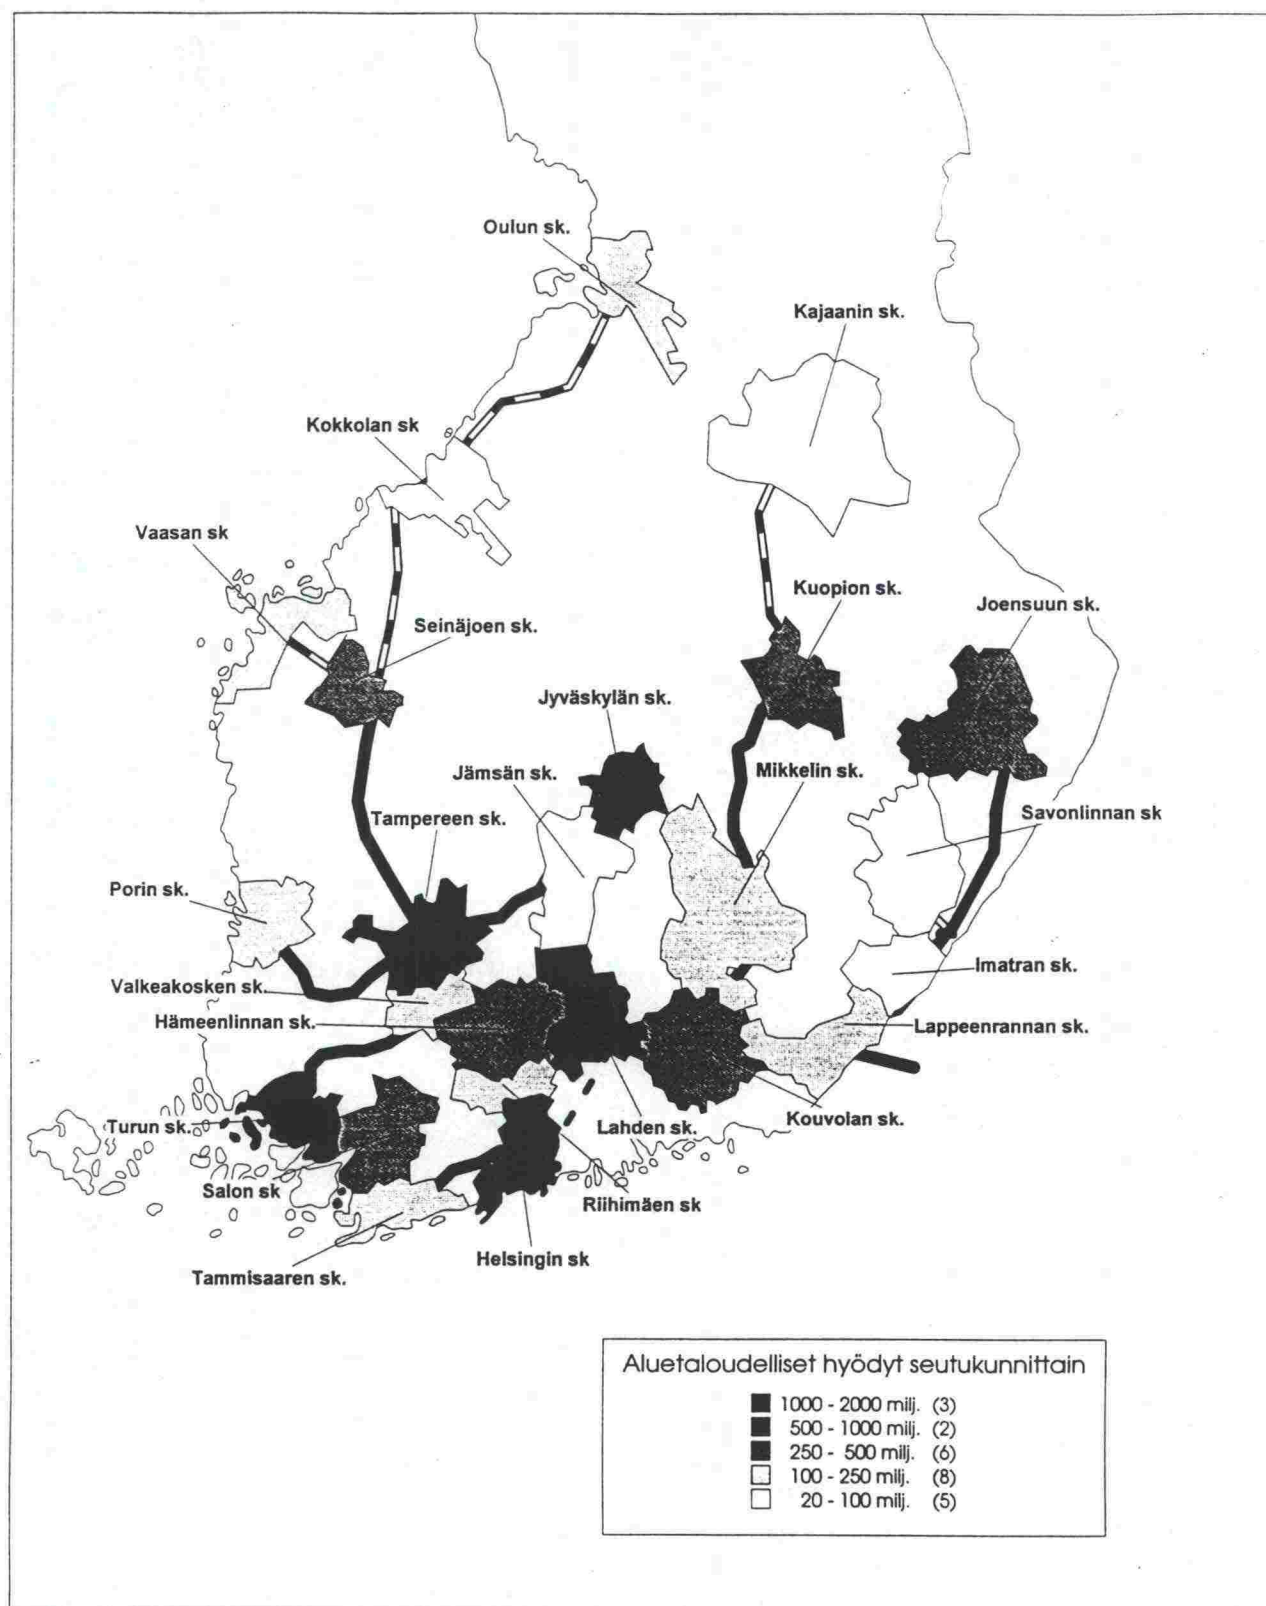 Oulun sk.
Kajaanin sk.
Kokkolan sk
Vaasan sk
Kuopion sk.
Joensuun sk.
Seinäjoen sk.
Jyväskylän sk.
Jämsän sk.
Mikkelin sk.
Savonlinnan sk
Tampereen sk.
Porin sk.
Imatran sk.
Valkeakosken sk.
Hämeenlinnan sk.
Lappeenrannan sk.
Turun sk.
Lahden sk.
Kouvolan sk.
Salon sk
Riihimäen sk
Helsingin sk
Tammisaaren sk.
Aluetaloudelliset hyödyt seutukunnittain
1000 - 2000 milj. (3)
500 - 1000 milj. (2)
250 - 500 milj. (6)
100 - 250 milj. (8)
20 - 100 milj. (5)